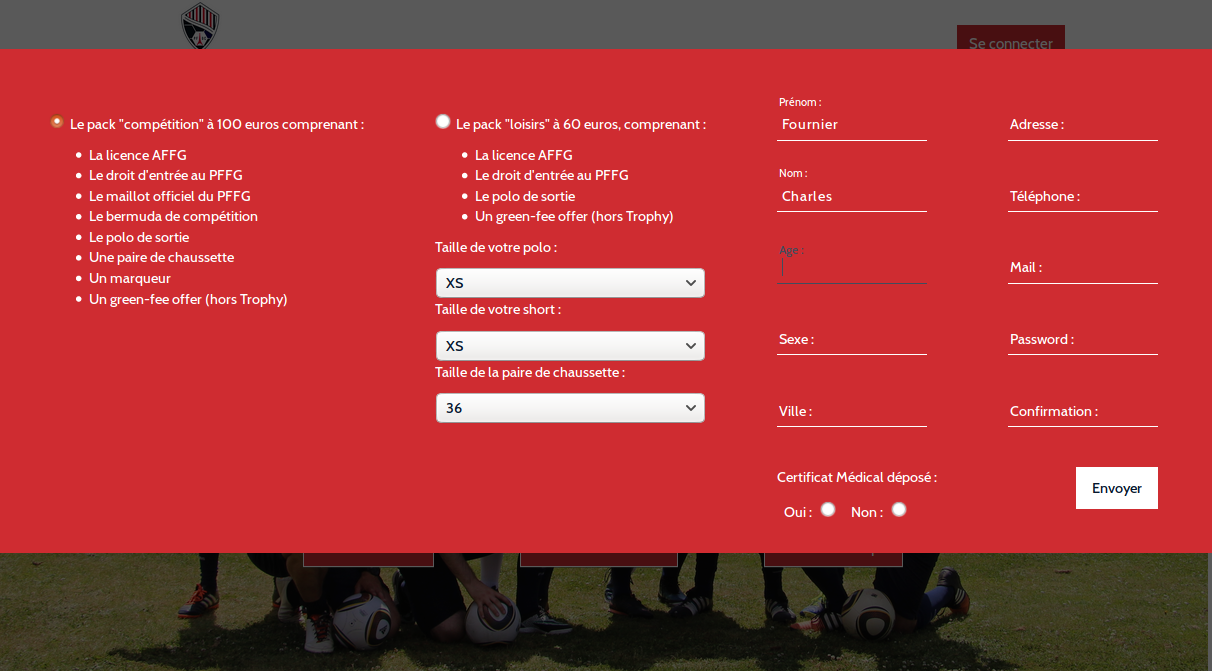 Se connecter
Le pack "compétition" à 100 euros comprenant :
La licence AFFG
Le droit d'entrée au PFFG
Le maillot officiel du PFFG
Le bermuda de compétition
Le polo de sortie
Une paire de chaussette
Un marqueur
Un green-fee offer (hors Trophy)
Le pack "loisirs" à 60 euros, comprenant :
La licence AFFG
Le droit d'entrée au PFFG
Le polo de sortie
Un green-fee offer (hors Trophy)
Taille de votre polo :
XS
Taille de votre short :
XS
Taille de la paire de chaussette :
36
Prénom :
Fournier
Nom :
Charles
Age :
Sexe :
Ville :
Adresse :
Téléphone :
Mail :
Password :
Confirmation :
Certificat Médical déposé :
Oui : Non :
Envoyer